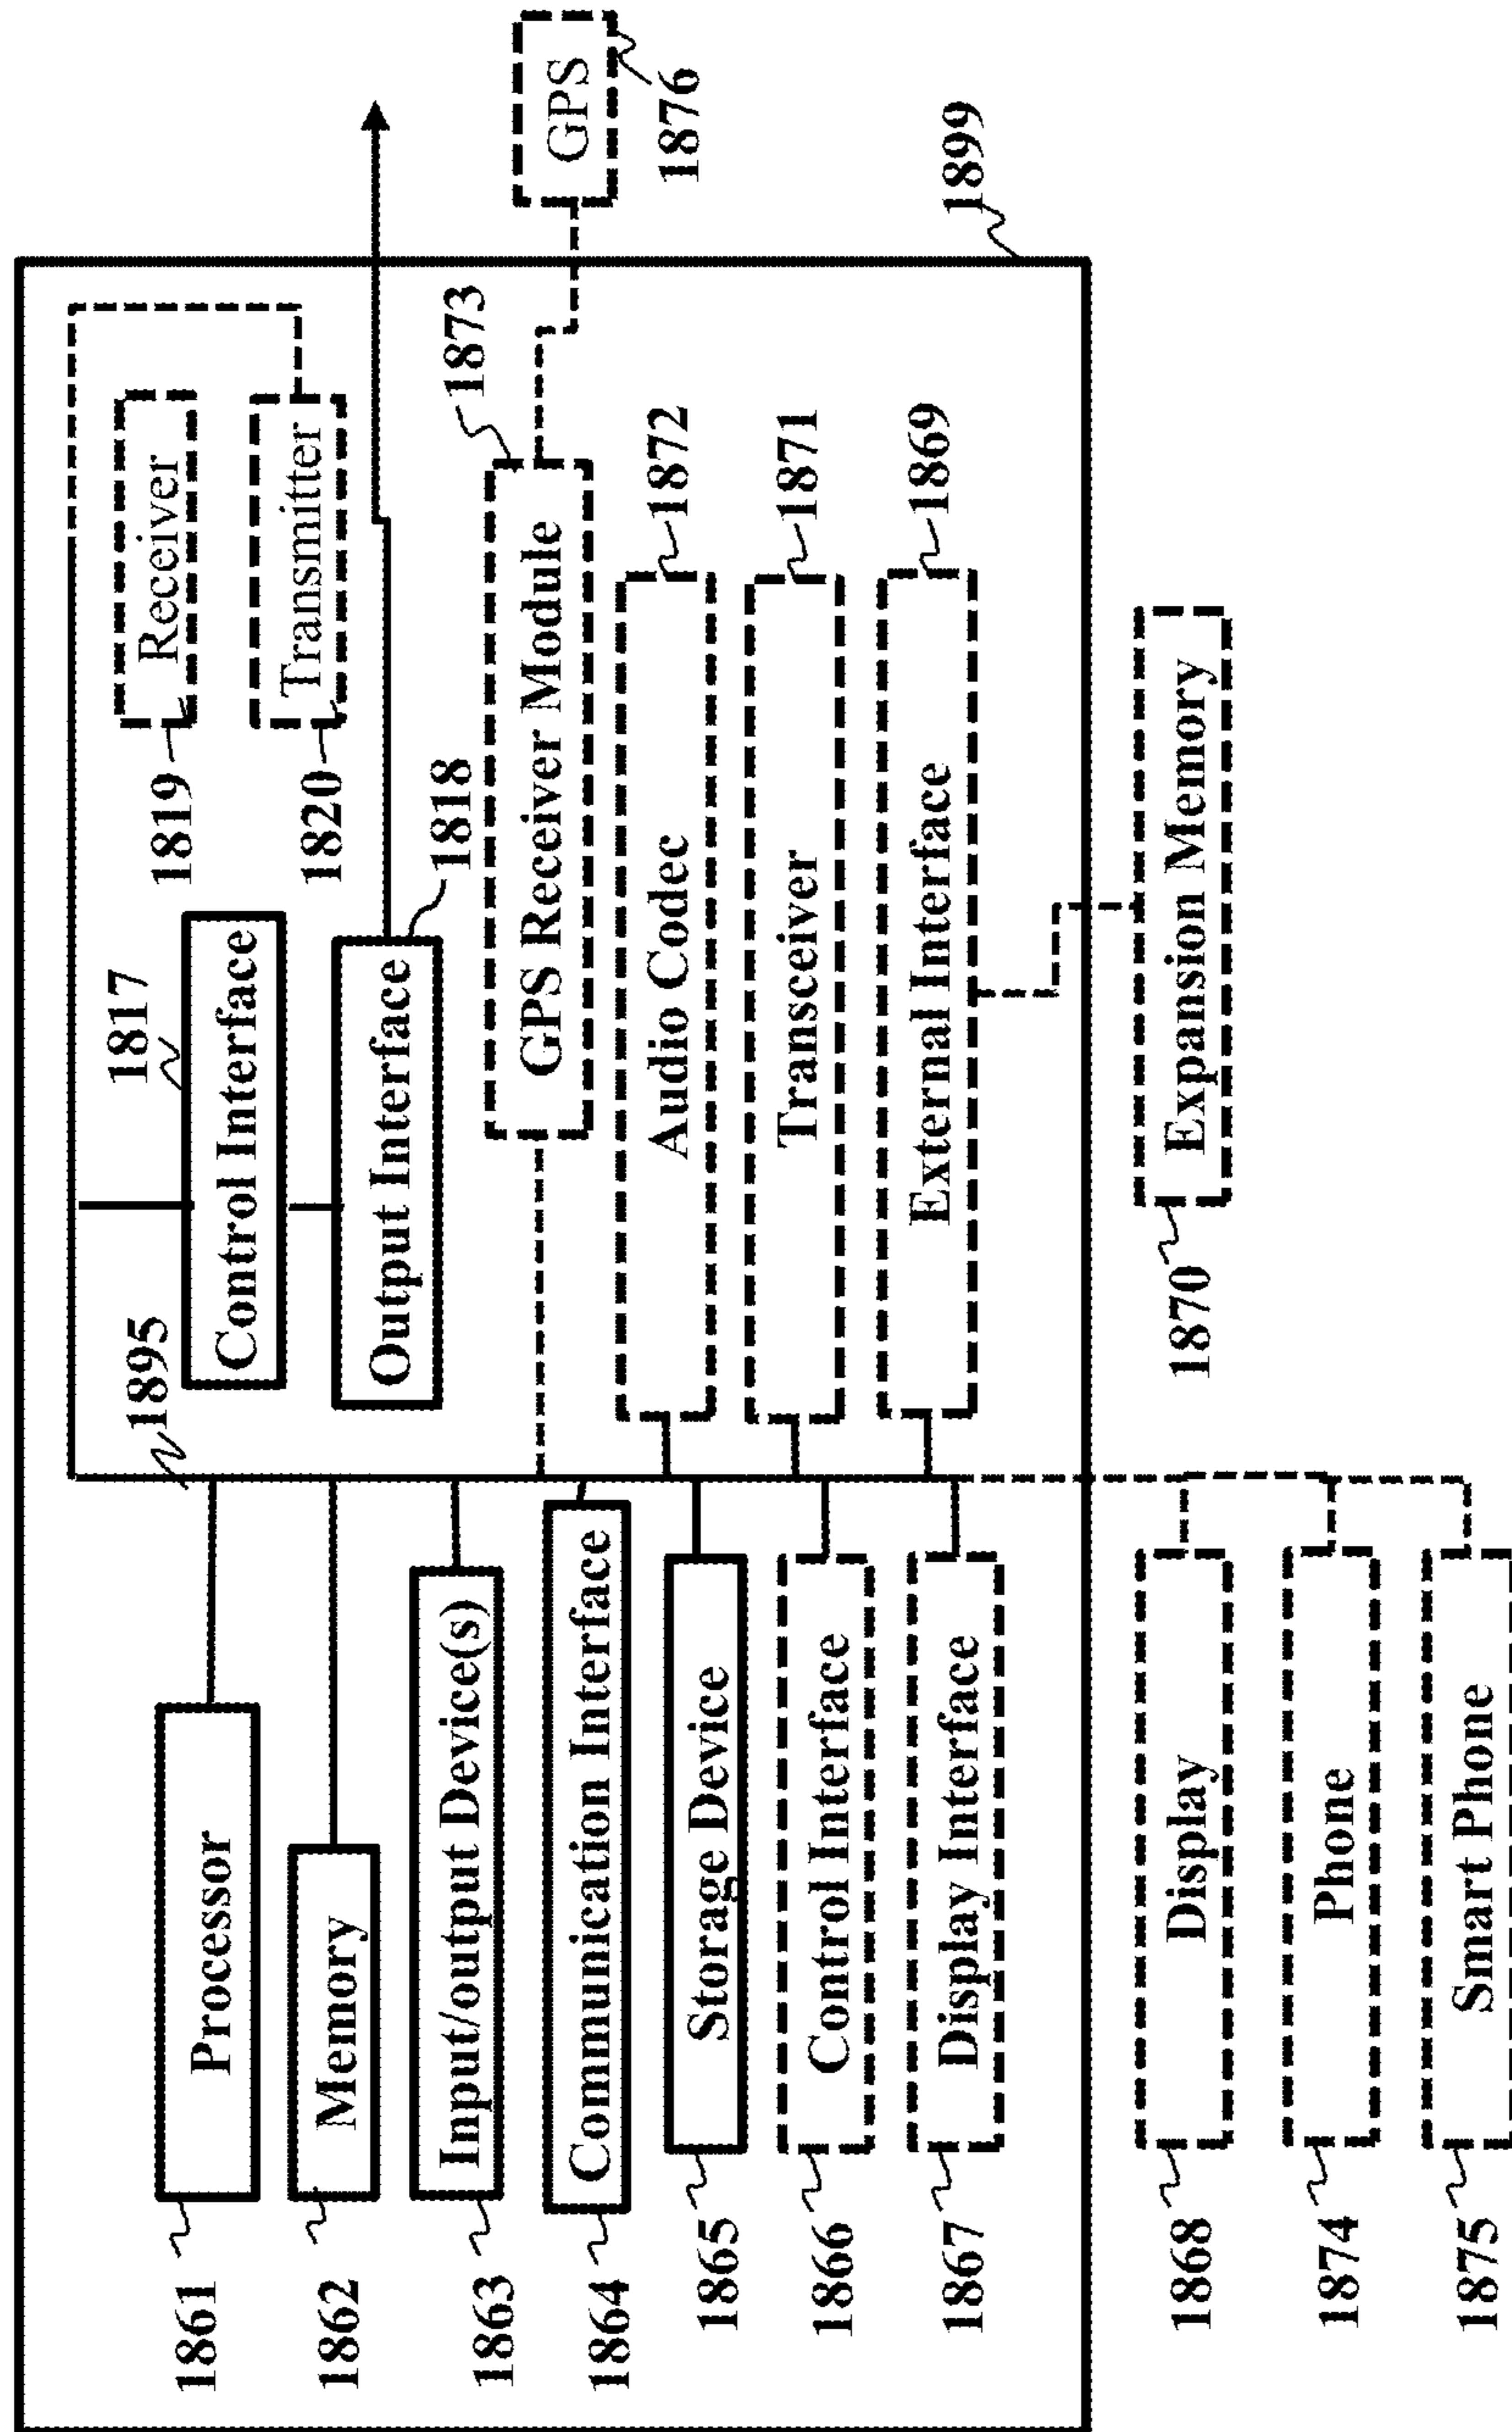 1861
Processor
1862
Memory
1863
Input/output Device(s)
1864
Communication Interface
1865
Storage Device
1866
Control Interface
1867
Display Interface
1868
Display
1874
Phone
1875
Smart Phone
1895
1817
Control Interface
Output Interface
1818
1819
Receiver
1820
Transmitter
GPS Receiver Module
1873
Audio Codec
1872
Transceiver
1871
External Interface
1869
1870
Expansion Memory
GPS
1876
1899